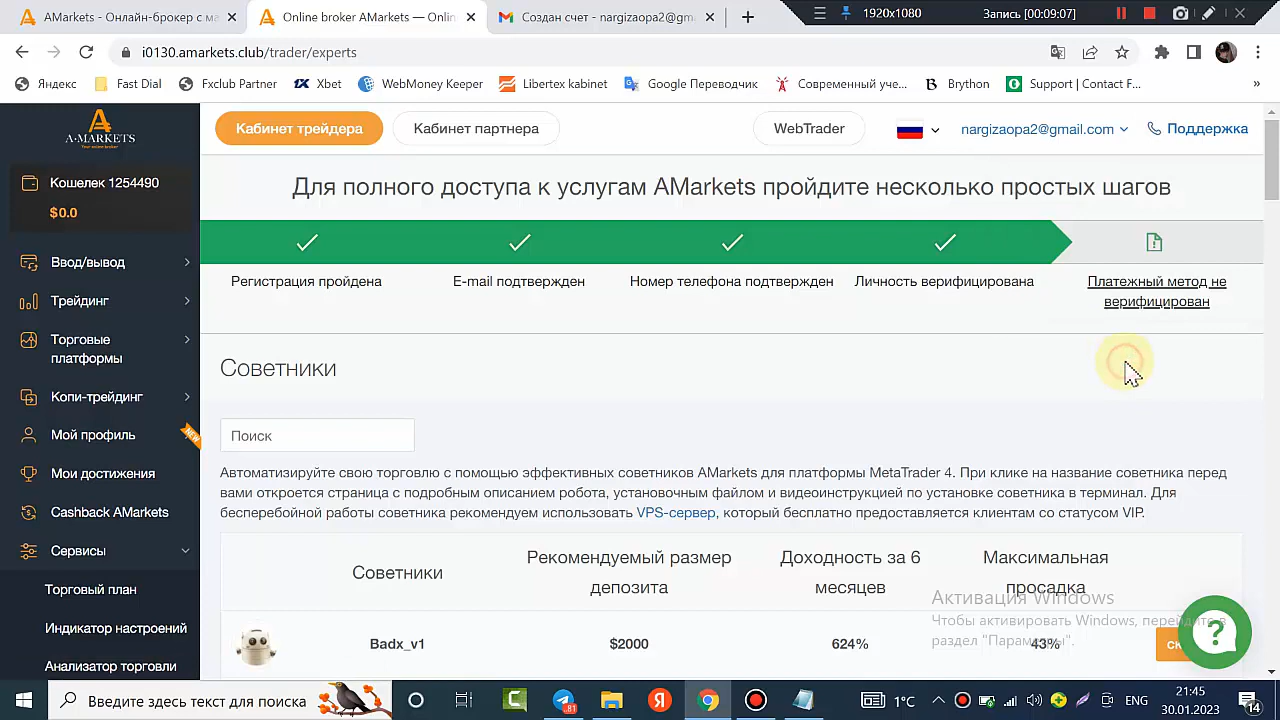 AMarkets - Онлайн брокер с ма
Online broker AMarkets — Onlin
Создан счет - nargizaopa2@gm
1920x1080
Запись [00:09:07]
i0130.amarkets.club/trader/experts
Яндекс
Fast Dial
Fxclub Partner
Xbet
WebMoney Keeper
Libertex kabinet
Google Переводчик
Современный уче...
Brython
Support | Contact F...
»
A-MARKETS
Your online broker
Кабинет трейдера
Кабинет партнера
WebTrader
nargizaopa2@gmail.com
Поддержка
Кошелек 1254490
$0.0
Ввод/вывод
Трейдинг
Торговые
платформы
Копи-трейдинг
Мой профиль
NEW
Мои достижения
Cashback AMarkets
Сервисы
Торговый план
Индикатор настроений
Анализатор торговли
Для полного доступа к услугам AMarkets пройдите несколько простых шагов
Регистрация пройдена
E-mail подтвержден
Номер телефона подтвержден
Личность верифицирована
Платежный метод не
верифицирован
Советники
Поиск
Автоматизируйте свою торговлю с помощью эффективных советников AMarkets для платформы MetaTrader 4. При клике на название советника перед
вами откроется страница с подробным описанием робота, установочным файлом и видеоинструкцией по установке советника в терминал. Для
бесперебойной работы советника рекомендуем использовать VPS-сервер, который бесплатно предоставляется клиентам со статусом VIP.
Советники
Рекомендуемый размер
депозита
Доходность за 6
месяцев
Максимальная
просадка
Badx_v1
$2000
624%
43%
Активация Windows
Чтобы активировать Windows, перейдите в
раздел "Параметры".
Введите здесь текст для поиска
81
1°C
ENG
21:45
30.01.2023
14